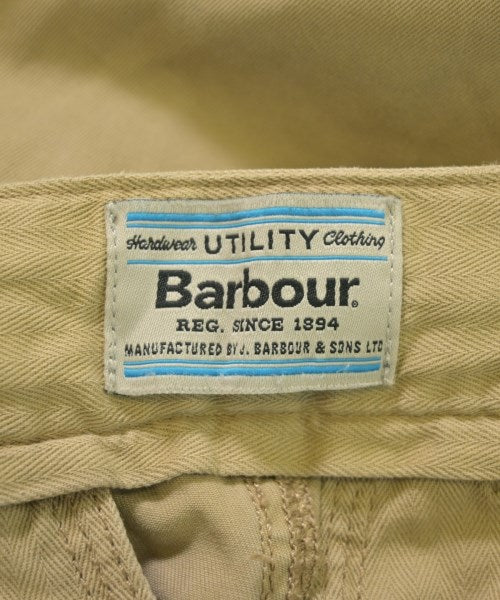 Hardwear UTILITY Clothing
Barbour®
REG. SINCE 1894
MANUFACTURED BY J. BARBOUR & SONS LTD